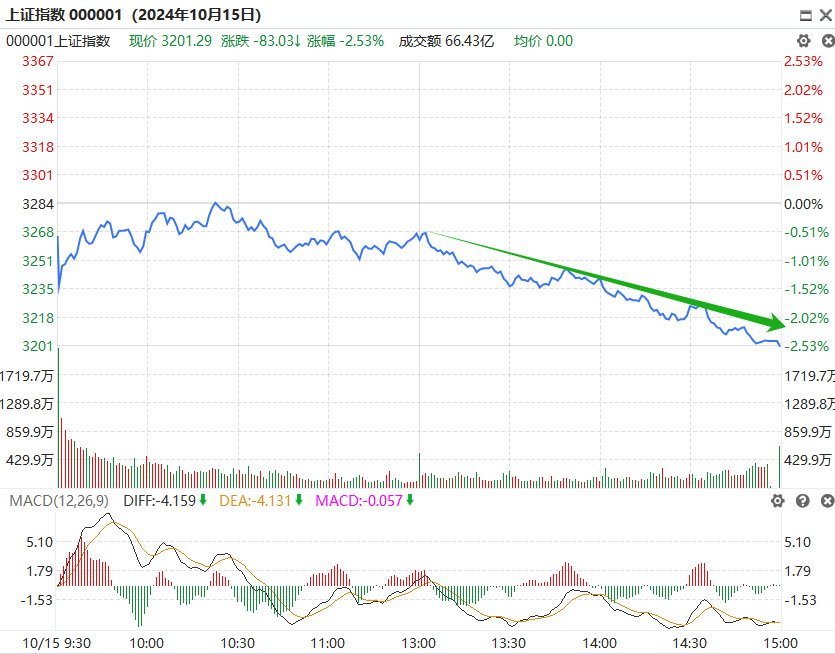 上证指数 000001（2024年10月15日）
000001上证指数 现价 3201.29 涨跌 -83.03↓ 涨幅 -2.53% 成交额 66.43亿 均价 0.00
3367 2.53%
3351 2.02%
3334 1.52%
3318 1.01%
3301 0.51%
3284 0.00%
3268 -0.51%
3251 -1.01%
3235 -1.52%
3218 -2.02%
3201 -2.53%
1719.7万 1719.7万
1289.8万 1289.8万
859.9万 859.9万
429.9万 429.9万
MACD(12,26,9) DIFF:-4.159 DEA:-4.131 MACD:-0.057
5.10 5.10
1.79 1.79
-1.53 -1.53
10/15 9:30 10:00 10:30 11:00 13:00 13:30 14:00 14:30 15:00